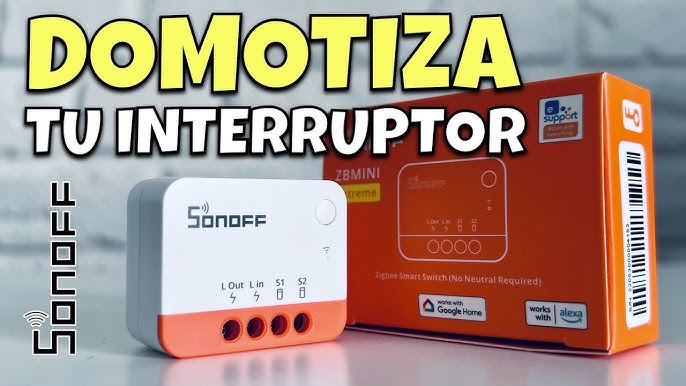 DOMOTIZA
TU INTERRUPTOR
SONOFF
SONOFF
L Out L in S1 S2
ZBMINI
Extreme
L Out L in S1 S2
Zigbee Smart Switch (No Neutral Required)
works with
Google Home
works
with
alexa
support